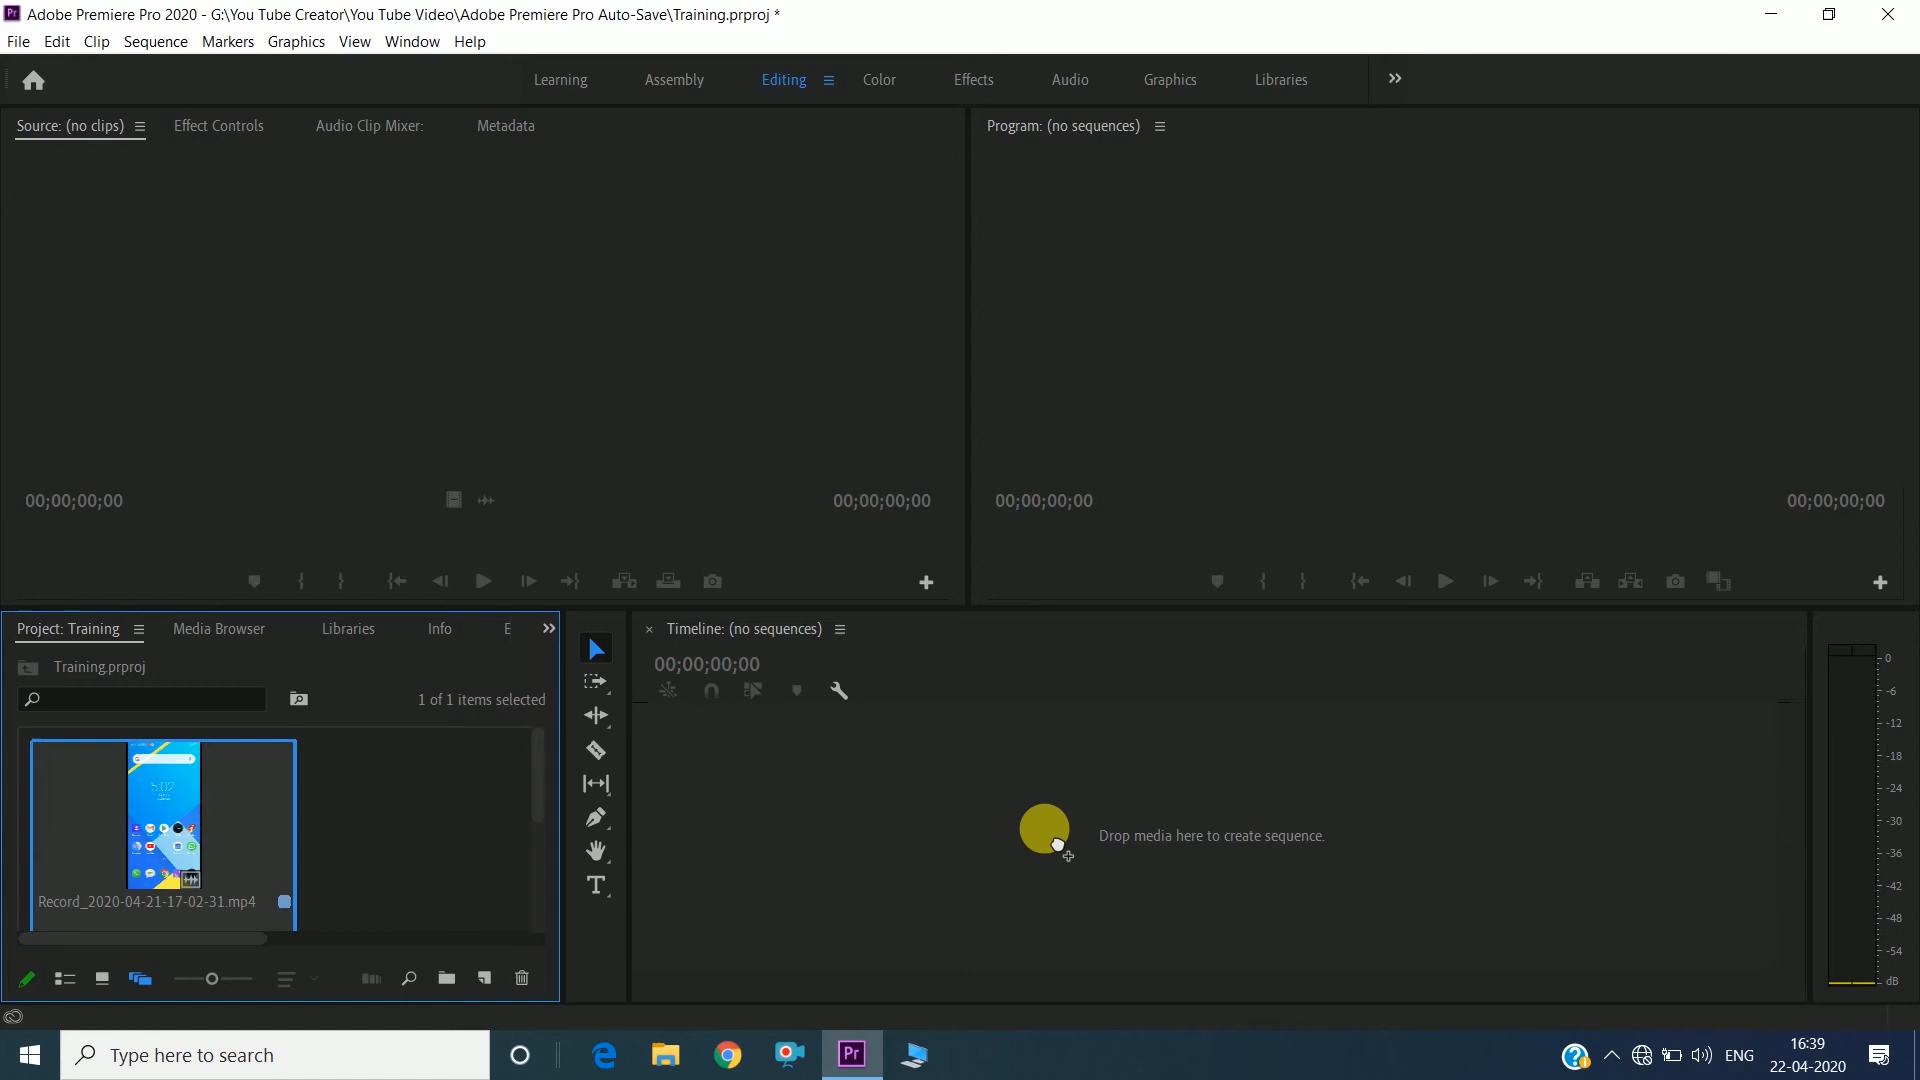 Adobe Premiere Pro 2020 - G:\You Tube Creator\You Tube Video\Adobe Premiere Pro Auto-Save\Training.prproj *
File Edit Clip Sequence Markers Graphics View Window Help
Learning Assembly Editing Color Effects Audio Graphics Libraries
Source: (no clips) Effect Controls Audio Clip Mixer: Metadata
Program: (no sequences)
00;00;00;00 00;00;00;00
00;00;00;00 00;00;00;00
Project: Training Media Browser Libraries Info E
Training.prproj
1 of 1 items selected
5:02
Record_2020-04-21-17-02-31.mp4
Timeline: (no sequences)
00;00;00;00
Drop media here to create sequence.
0
-6
-12
-18
-24
-30
-36
-42
-48
-54
dB
Type here to search
ENG
16:39
22-04-2020